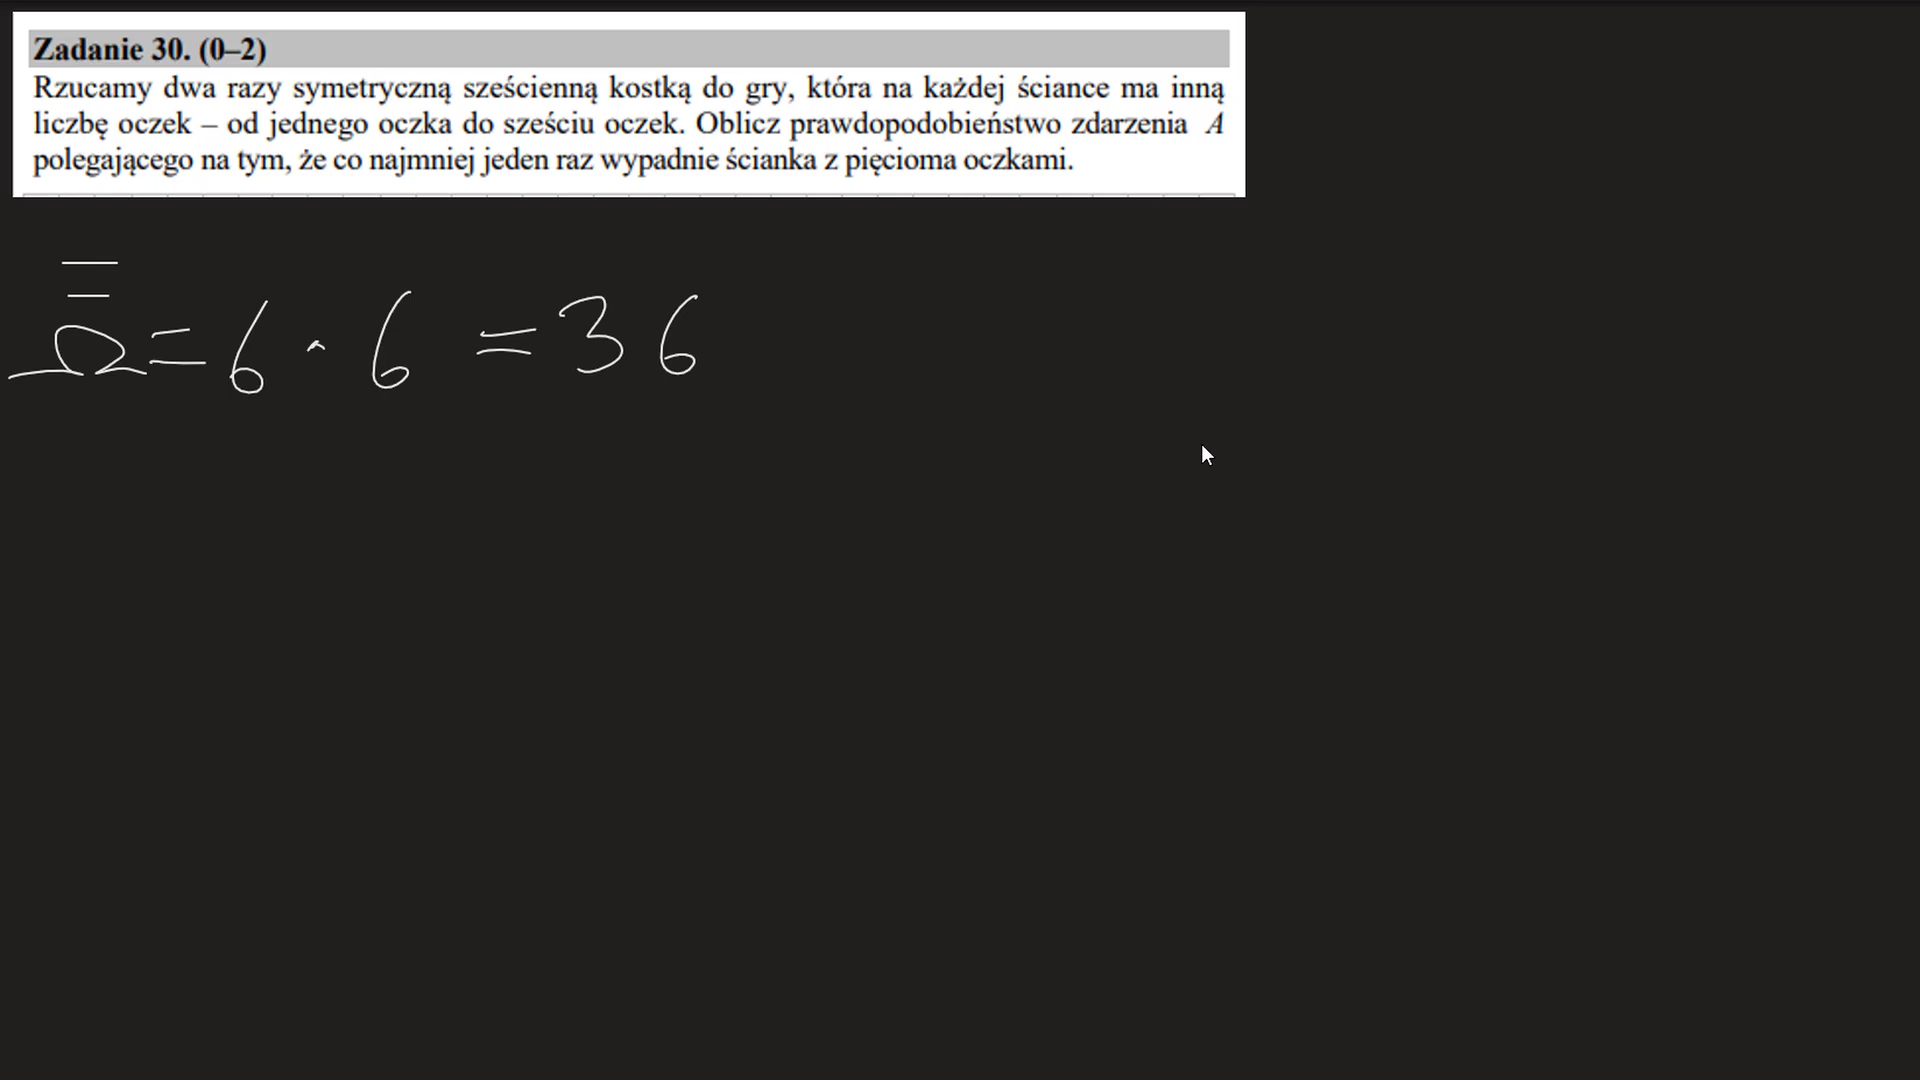 Zadanie 30. (0–2)
Rzucamy dwa razy symetryczną sześcienną kostką do gry, która na każdej ściance ma inną
liczbę oczek – od jednego oczka do sześciu oczek. Oblicz prawdopodobieństwo zdarzenia A
polegającego na tym, że co najmniej jeden raz wypadnie ścianka z pięcioma oczkami.
Ω̿ = 6 · 6 = 36